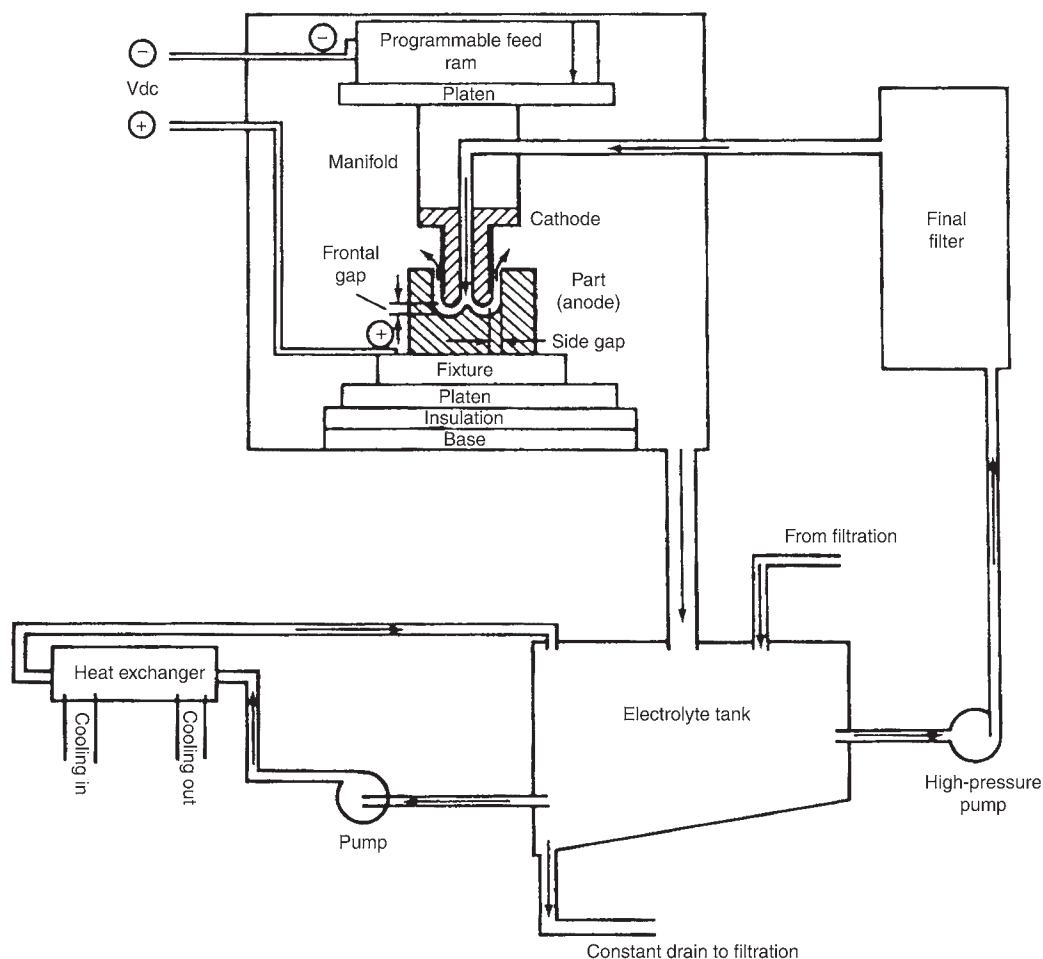 −
−
Programmable feed
ram
Vdc
Platen
+
Manifold
Cathode
Final
filter
Frontal
gap
Part
(anode)
+
Side gap
Fixture
Platen
Insulation
Base
From filtration
Heat exchanger
Electrolyte tank
Cooling in
Cooling out
High-pressure
pump
Pump
Constant drain to filtration